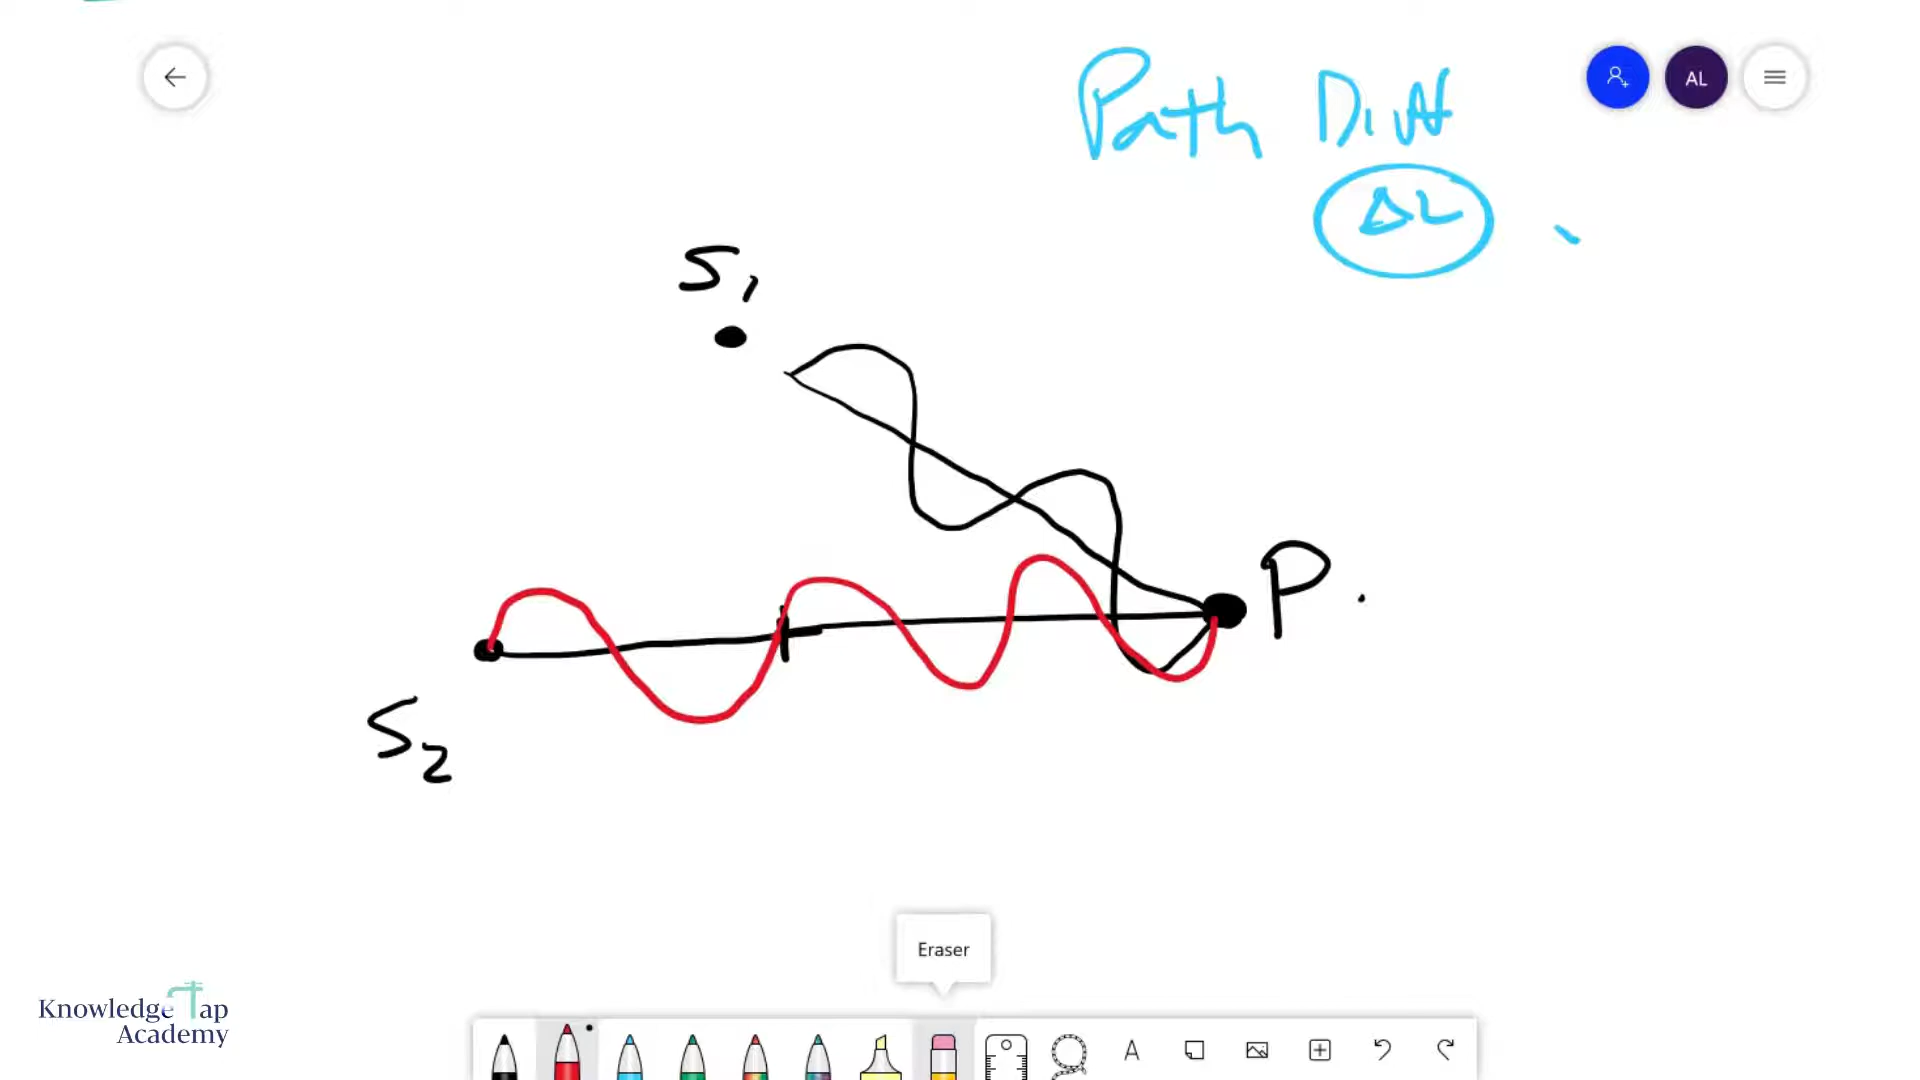 Path Diff
AL
ΔL
S1
P.
S2
Eraser
Knowledge Tap
Academy
A